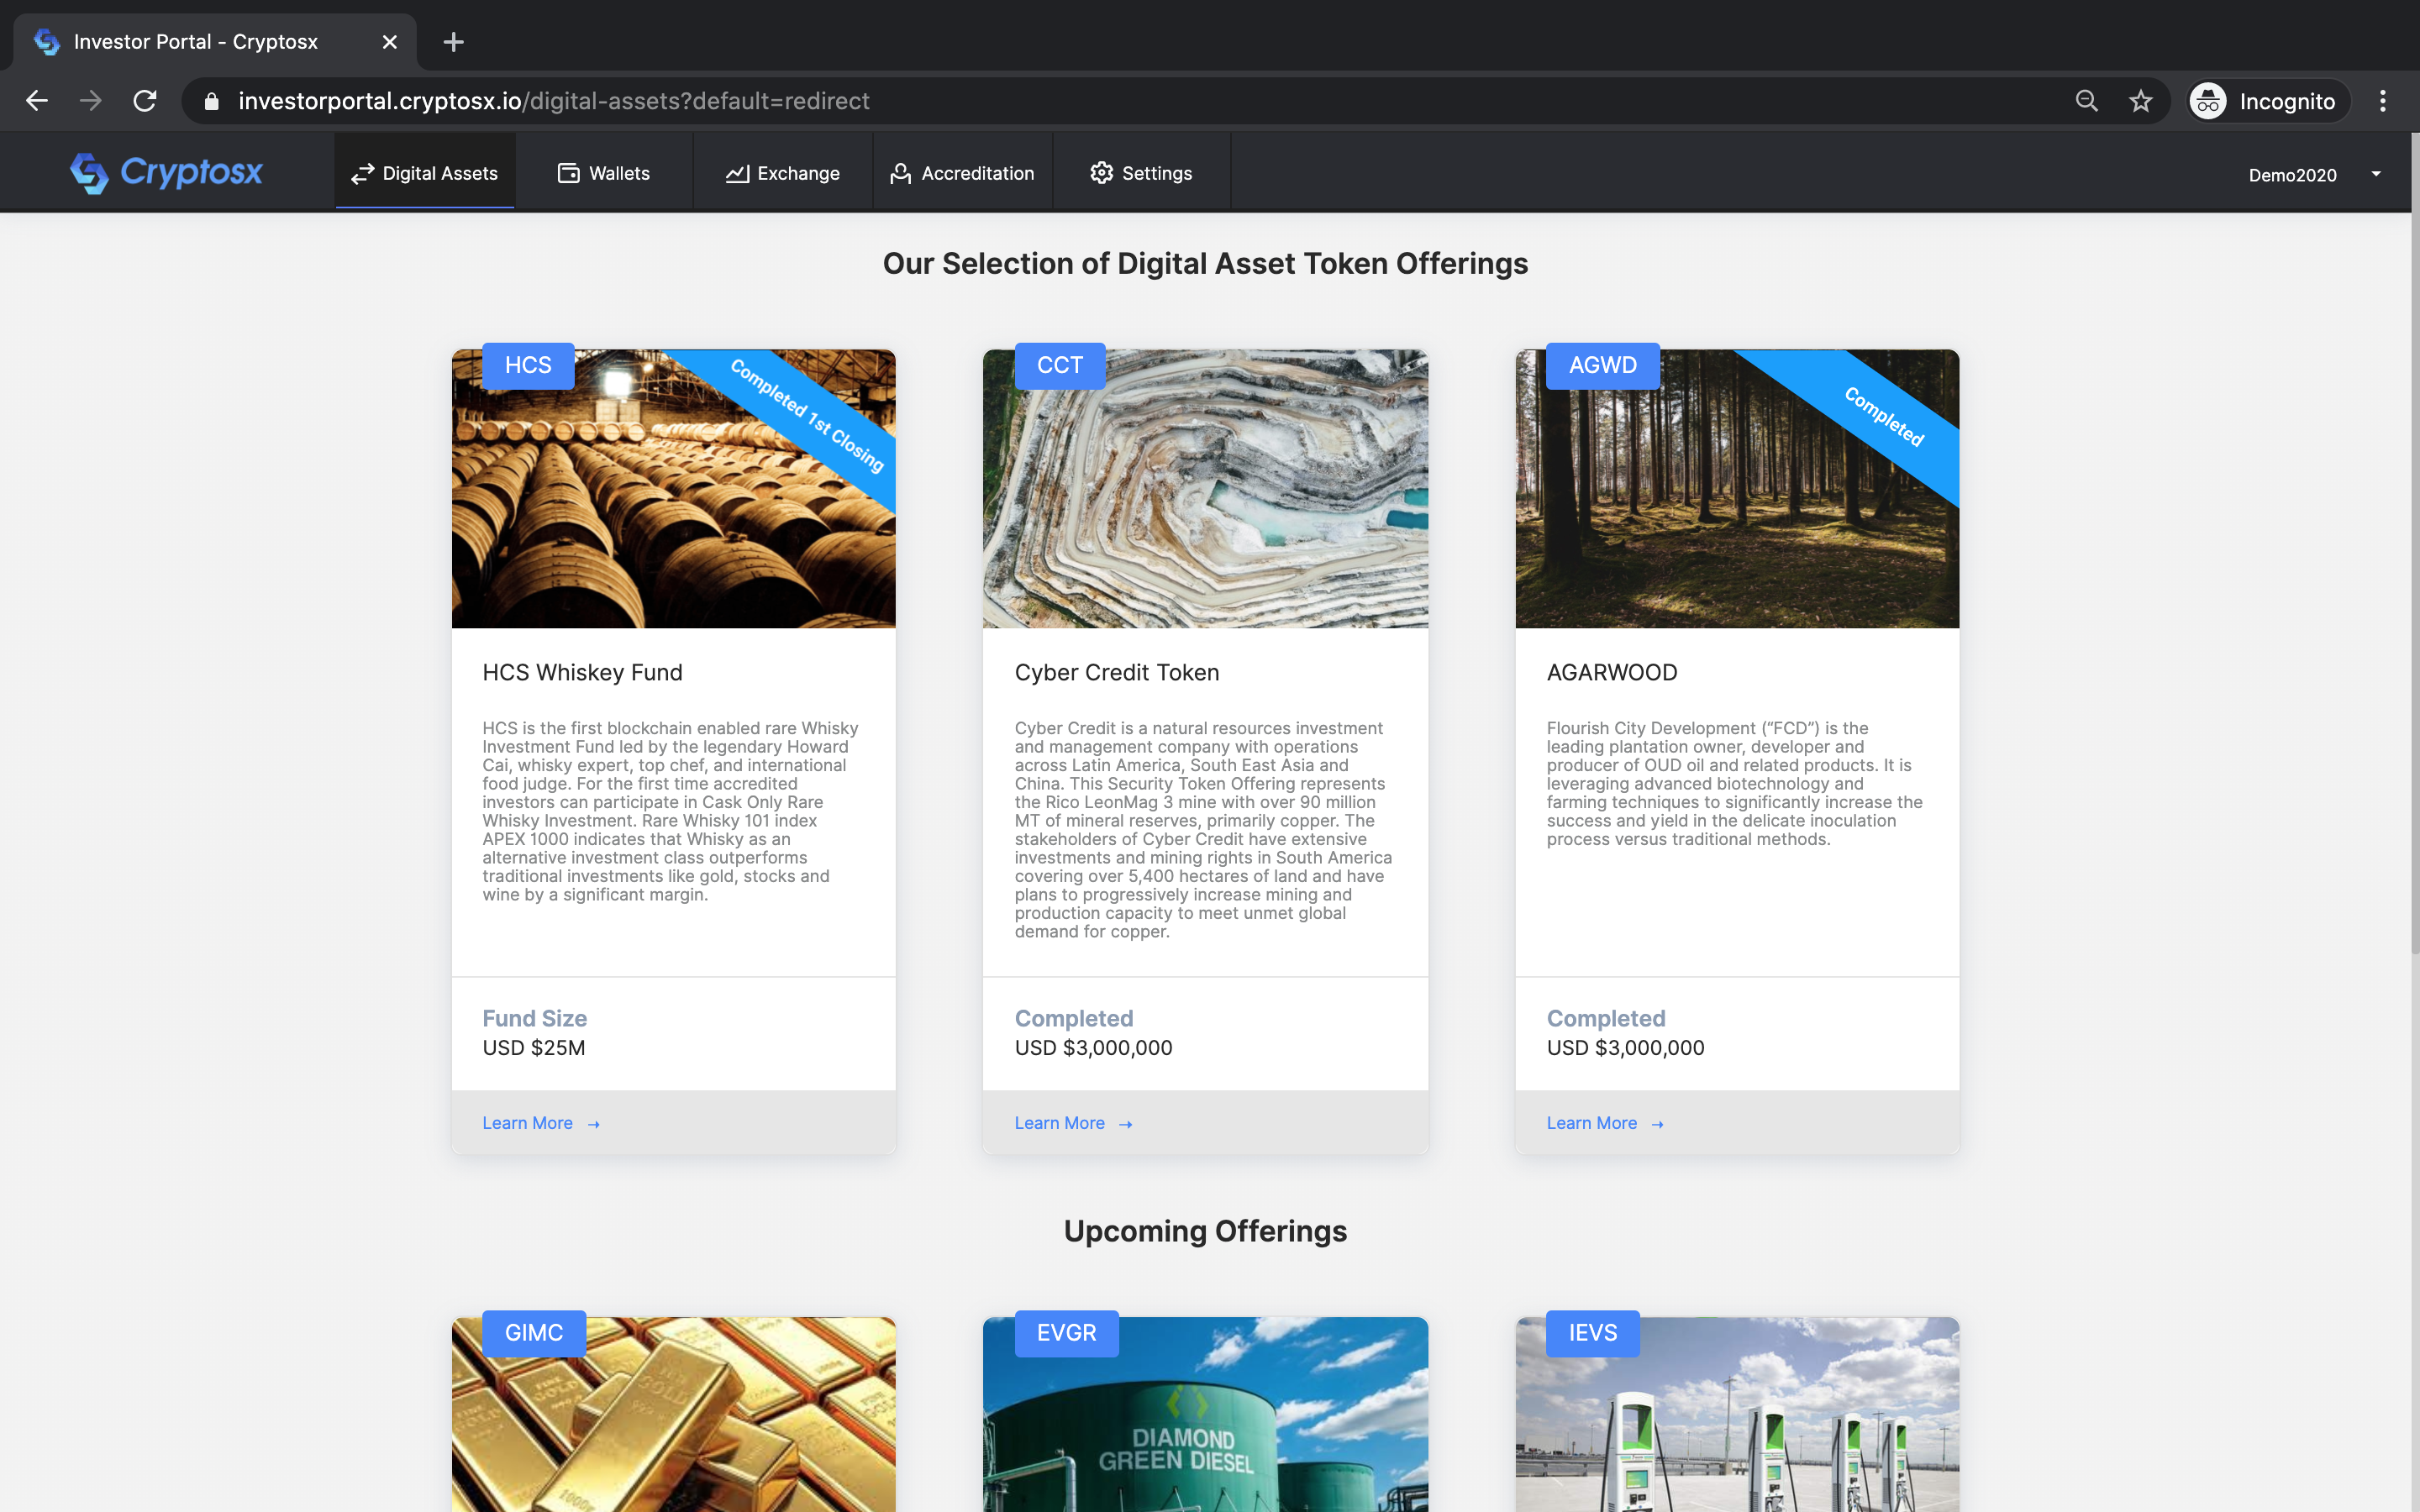 Investor Portal - Cryptosx
investorportal.cryptosx.io/digital-assets?default=redirect
Incognito
Cryptosx
Digital Assets
Wallets
Exchange
Accreditation
Settings
Demo2020
Our Selection of Digital Asset Token Offerings
HCS
Completed 1st Closing
HCS Whiskey Fund
HCS is the first blockchain enabled rare Whisky
Investment Fund led by the legendary Howard
Cai, whisky expert, top chef, and international
food judge. For the first time accredited
investors can participate in Cask Only Rare
Whisky Investment. Rare Whisky 101 index
APEX 1000 indicates that Whisky as an
alternative investment class outperforms
traditional investments like gold, stocks and
wine by a significant margin.
Fund Size
USD $25M
Learn More →
CCT
Cyber Credit Token
Cyber Credit is a natural resources investment
and management company with operations
across Latin America, South East Asia and
China. This Security Token Offering represents
the Rico LeonMag 3 mine with over 90 million
MT of mineral reserves, primarily copper. The
stakeholders of Cyber Credit have extensive
investments and mining rights in South America
covering over 5,400 hectares of land and have
plans to progressively increase mining and
production capacity to meet unmet global
demand for copper.
Completed
USD $3,000,000
Learn More →
AGWD
Completed
AGARWOOD
Flourish City Development (“FCD”) is the
leading plantation owner, developer and
producer of OUD oil and related products. It is
leveraging advanced biotechnology and
farming techniques to significantly increase the
success and yield in the delicate inoculation
process versus traditional methods.
Completed
USD $3,000,000
Learn More →
Upcoming Offerings
GIMC
EVGR
DIAMOND
GREEN DIESEL
IEVS